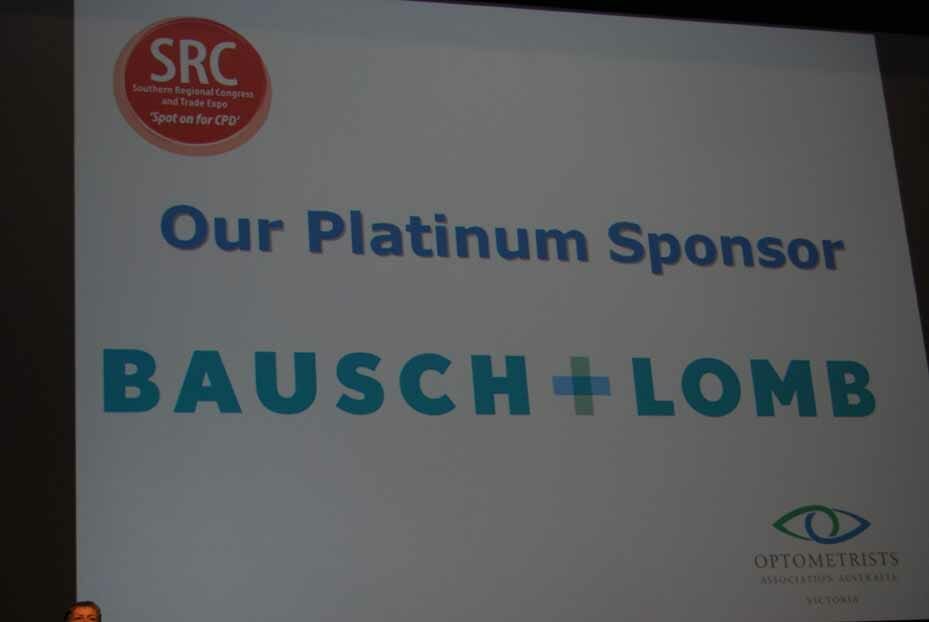 SRC
Southern Regional Congress
and Trade Expo
'Spot on for CPD'
Our Platinum Sponsor
BAUSCH+LOMB
OPTOMETRISTS
ASSOCIATION AUSTRALIA
VICTORIA